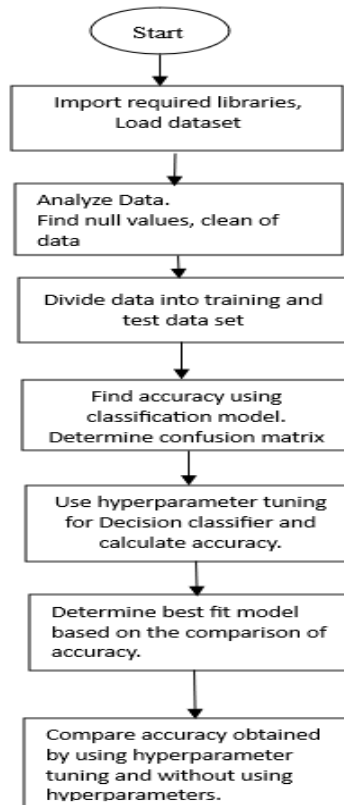 Start
Import required libraries,
Load dataset
Analyze Data.
Find null values, clean of
data
Divide data into training and
test data set
Find accuracy using
classification model.
Determine confusion matrix
Use hyperparameter tuning
for Decision classifier and
calculate accuracy.
Determine best fit model
based on the comparison of
accuracy.
Compare accuracy obtained
by using hyperparameter
tuning and without using
hyperparameters.